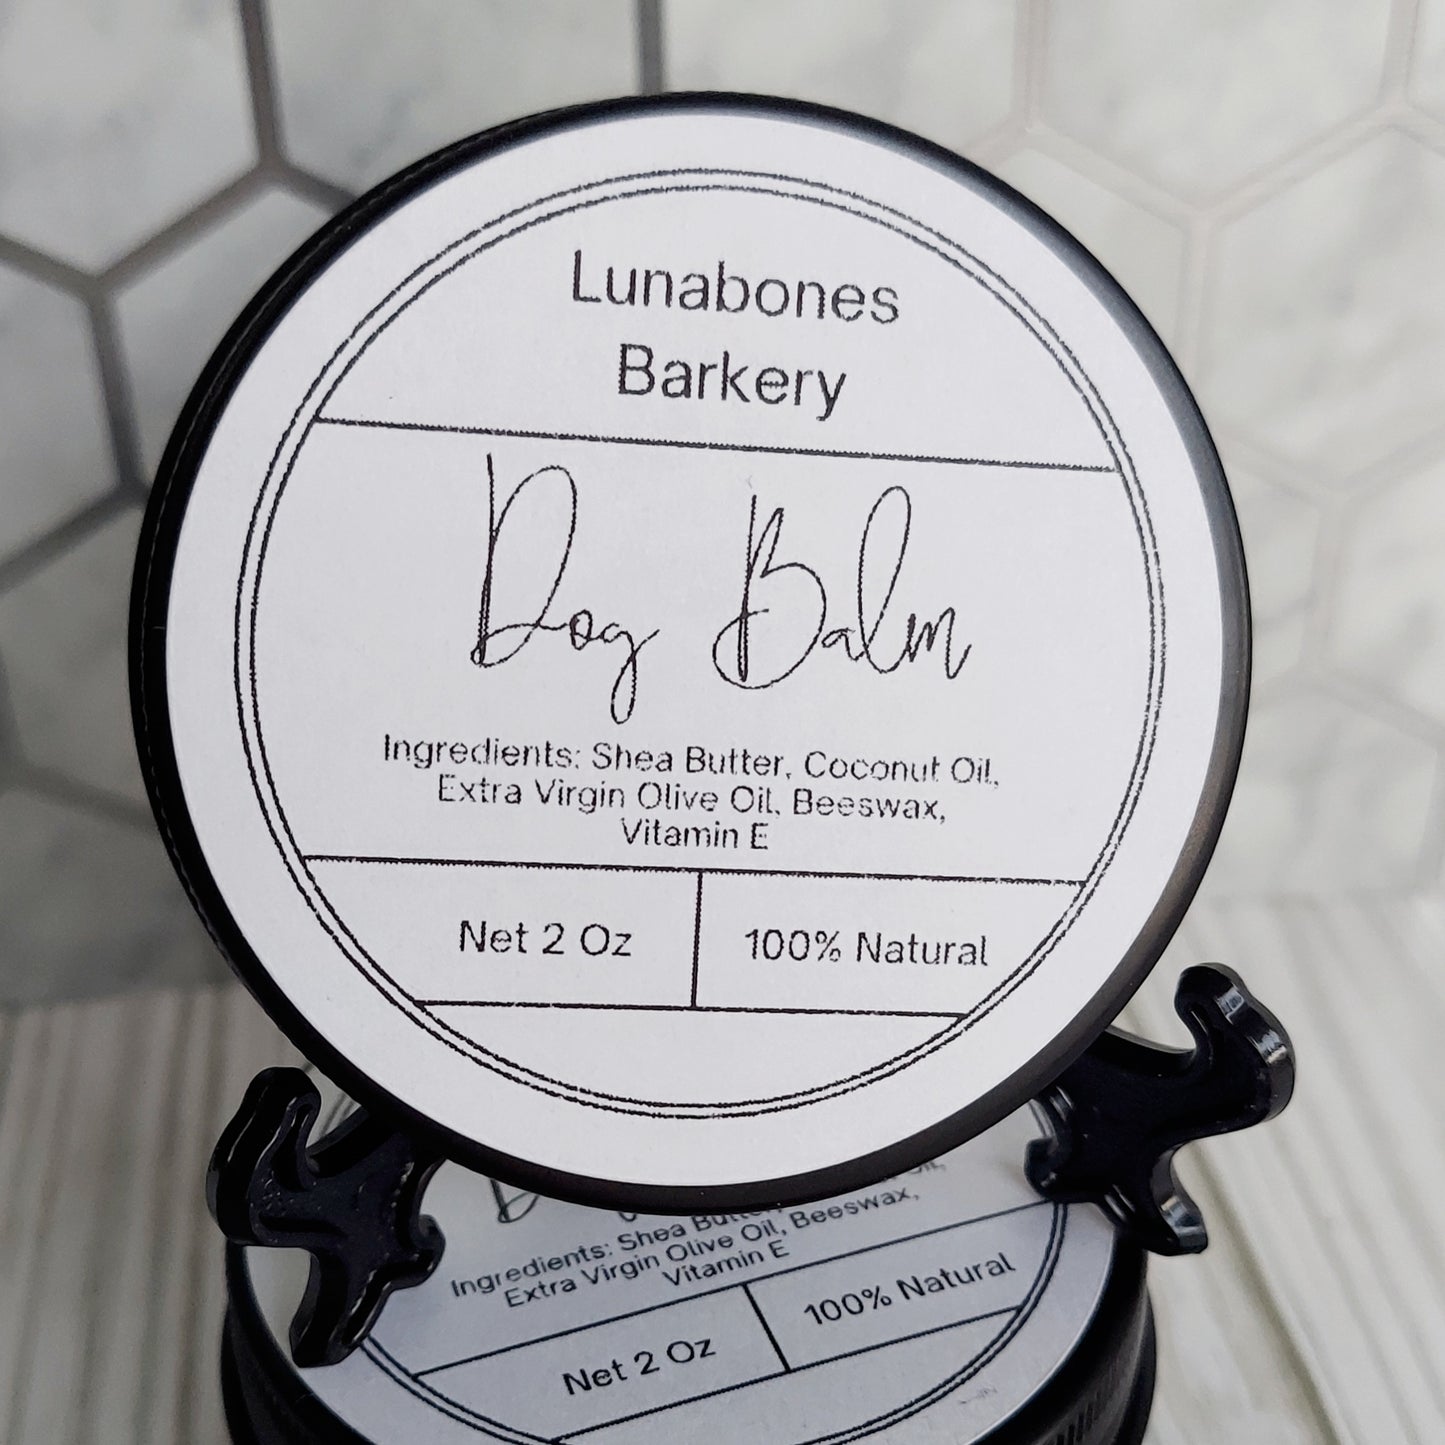 Lunabones
Barkery
Dog Balm
Ingredients: Shea Butter, Coconut Oil,
Extra Virgin Olive Oil, Beeswax,
Vitamin E
Net 2 Oz
100% Natural
Ingredients: Shea Butter, Oil,
Extra Virgin Olive Oil, Beeswax,
Vitamin E
Net 2 Oz
100% Natural